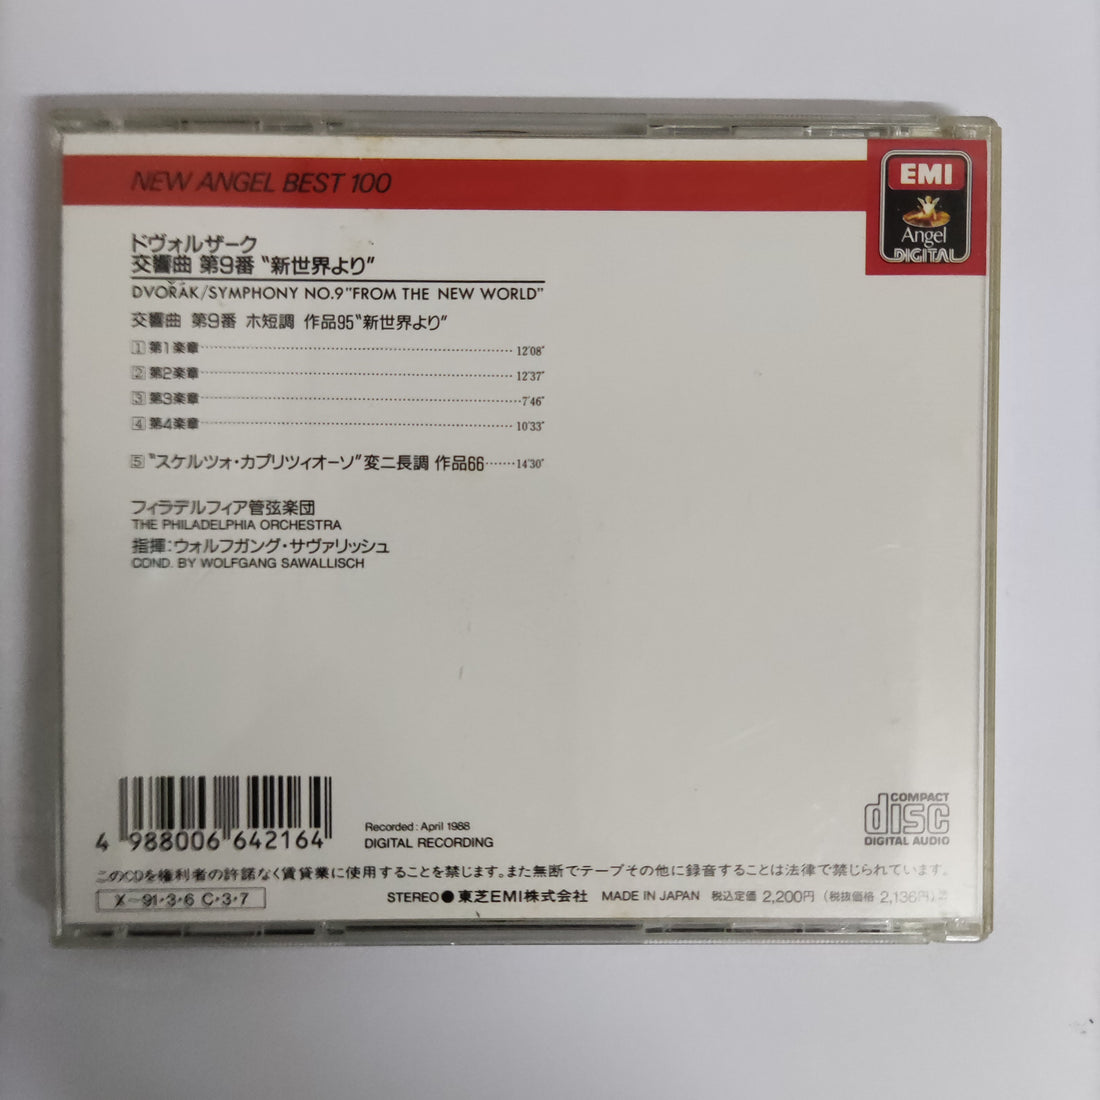 NEW ANGEL BEST 100
EMI
Angel
DIGITAL
ドヴォルザーク
交響曲 第9番 “新世界より”
DVOŘÁK/SYMPHONY NO.9"FROM THE NEW WORLD"
交響曲 第9番 ホ短調 作品95“新世界より”
1 第1楽章 12'08"
2 第2楽章 12'37"
3 第3楽章 7'46"
4 第4楽章 10'33"
5 “スケルツォ・カプリツィオーソ”変ニ長調 作品66 14'30"
フィラデルフィア管弦楽団
THE PHILADELPHIA ORCHESTRA
指揮:ウォルフガング・サヴァリッシュ
COND. BY WOLFGANG SAWALLISCH
4 988006 642164
Recorded : April 1988
DIGITAL RECORDING
COMPACT
disc
DIGITAL AUDIO
このCDを権利者の許諾なく賃貸業に使用することを禁じます。また無断でテープその他に録音することは法律で禁じられています。
X-91·3·6 C·3·7
STEREO●東芝EMI株式会社 MADE IN JAPAN 税込定価 2,200円 (税抜価格 2,136円)